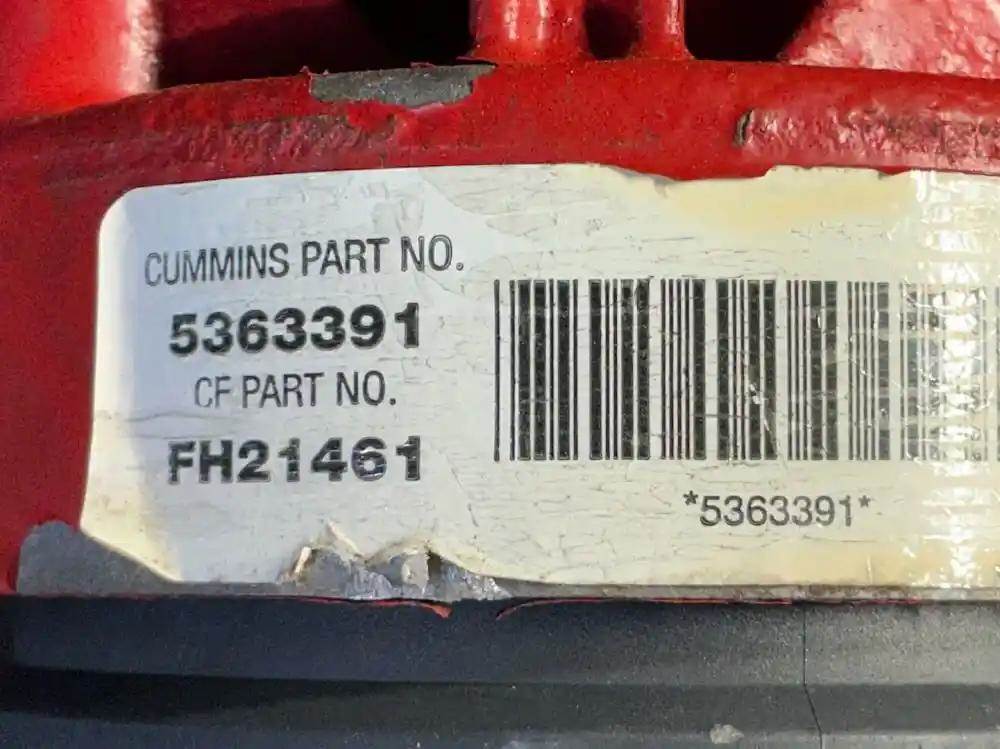 CUMMINS PART NO.
5363391
CF PART NO.
FH21461
*5363391*